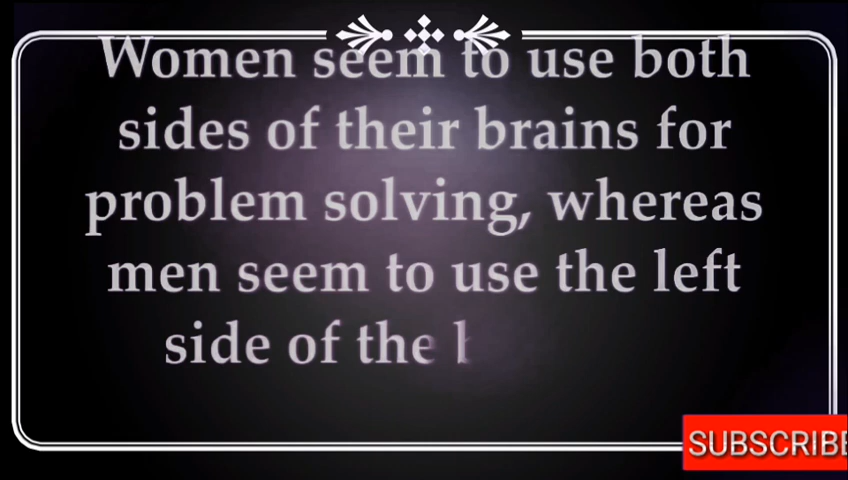 Women seem to use both
sides of their brains for
problem solving, whereas
men seem to use the left
side of the
SUBSCRIBE